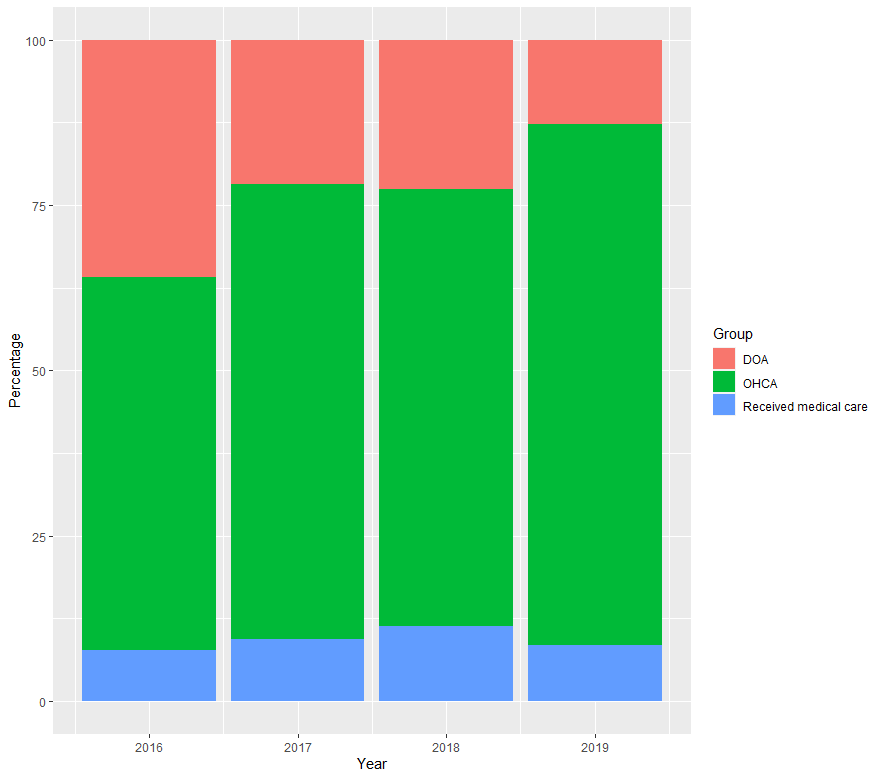 100
75
50
25
0
Percentage
2016 2017 2018 2019
Year
Group
DOA
OHCA
Received medical care